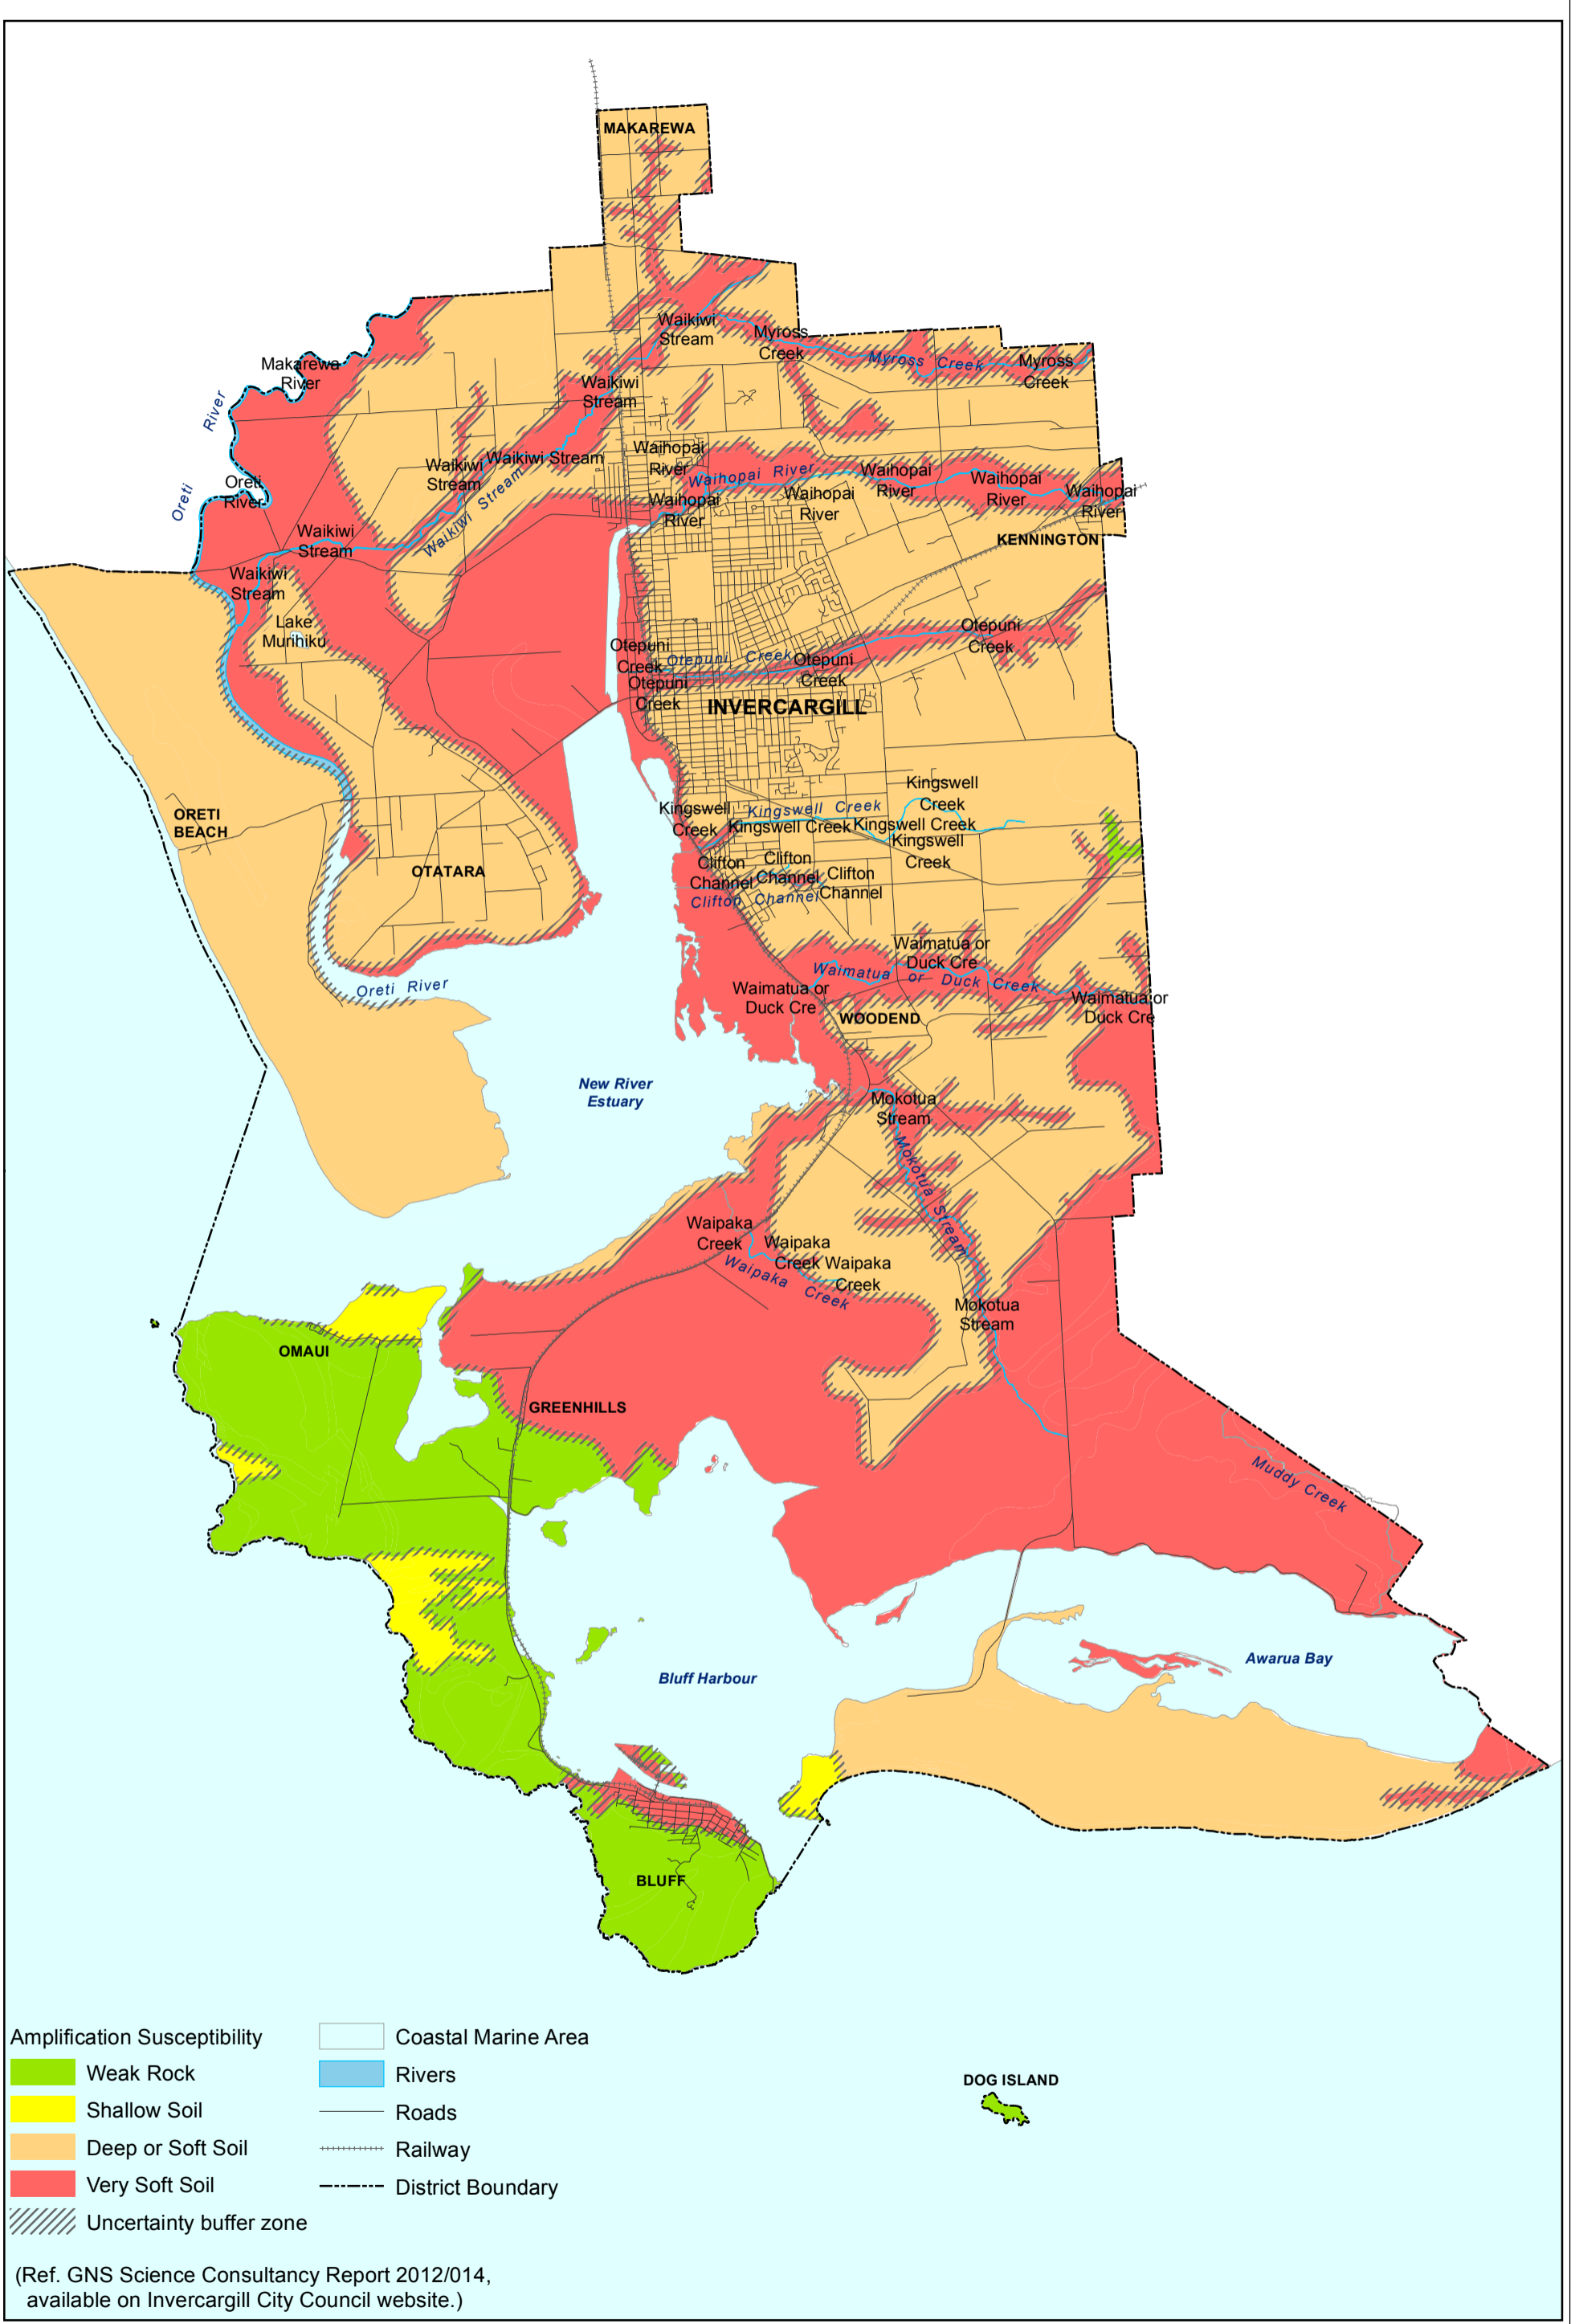 MAKAREWA
Waikiwi
Stream
Myross
Creek
Myross Creek
Myross
Creek
Makarewa
River
River
Oreti
Waikiwi
Stream
Waihopai
River
Waikiwi
Stream
Waikiwi Stream
Waikiwi Stream
Waihopai River
Waihopai
River
Waihopai
River
Waihopai
River
Waihopai
River
Waihopai
River
Oreti
River
Waikiwi
Stream
KENNINGTON
Waikiwi
Stream
Lake
Murihiku
Otepuni
Creek
Otepuni Creek
Otepuni
Creek
Otepuni
Creek
Otepuni
Creek
INVERCARGILL
Kingswell
Creek
Kingswell Creek
Kingswell
Creek
Kingswell Creek
Kingswell Creek
Kingswell
Creek
ORETI
BEACH
OTATARA
Clifton
Channel
Clifton
Channel
Clifton
Channel
Clifton Channel
Waimatua or
Duck Cre
Waimatua or Duck Creek
Oreti River
Waimatua or
Duck Cre
Waimatua or
Duck Cre
WOODEND
New River
Estuary
Mokotua
Stream
Mokotua Stream
Waipaka
Creek
Waipaka
Creek
Waipaka
Creek
Waipaka Creek
Mokotua
Stream
OMAUI
GREENHILLS
Muddy Creek
Bluff Harbour
Awarua Bay
BLUFF
DOG ISLAND
Amplification Susceptibility
Weak Rock
Shallow Soil
Deep or Soft Soil
Very Soft Soil
Uncertainty buffer zone
Coastal Marine Area
Rivers
Roads
Railway
District Boundary
(Ref. GNS Science Consultancy Report 2012/014,
available on Invercargill City Council website.)